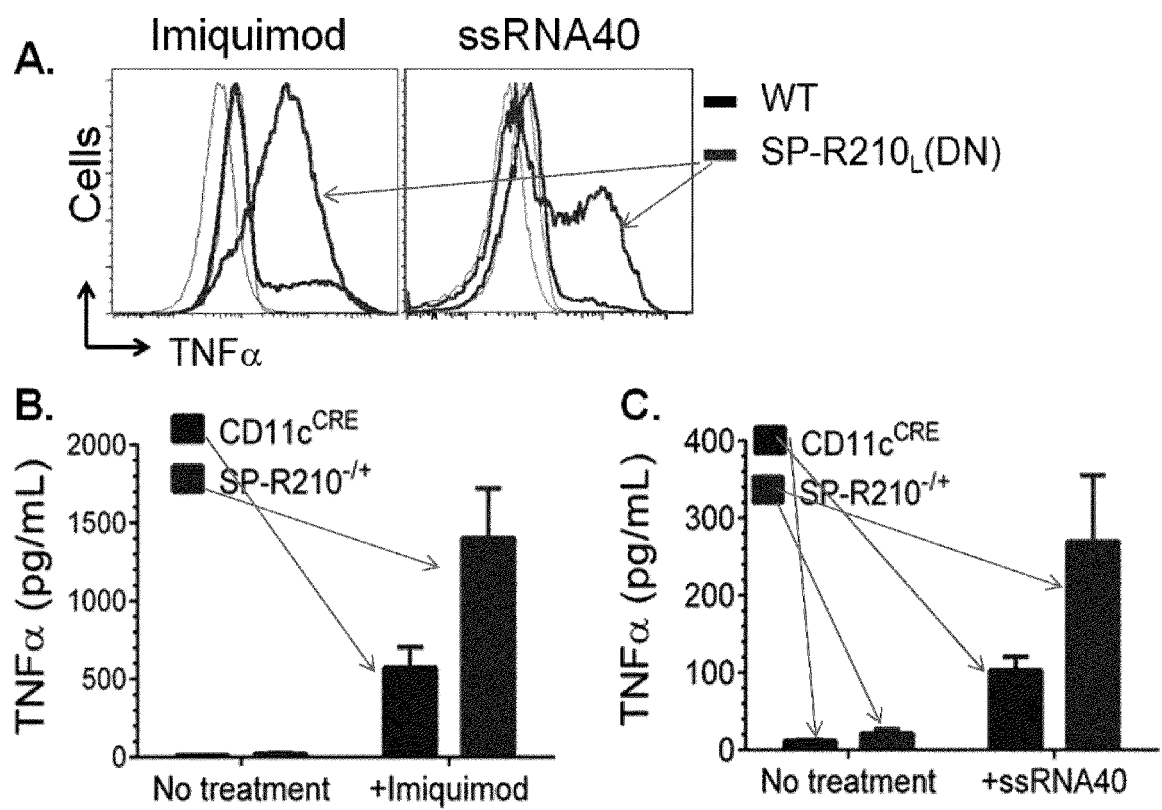 A.
Imiquimod
ssRNA40
WT
SP-R210L(DN)
Cells
TNFα
B.
CD11cCRE
SP-R210-/+
TNFα (pg/mL)
2000
1500
1000
500
0
No treatment
+Imiquimod
C.
CD11cCRE
SP-R210-/+
TNFα (pg/mL)
400
300
200
100
0
No treatment
+ssRNA40